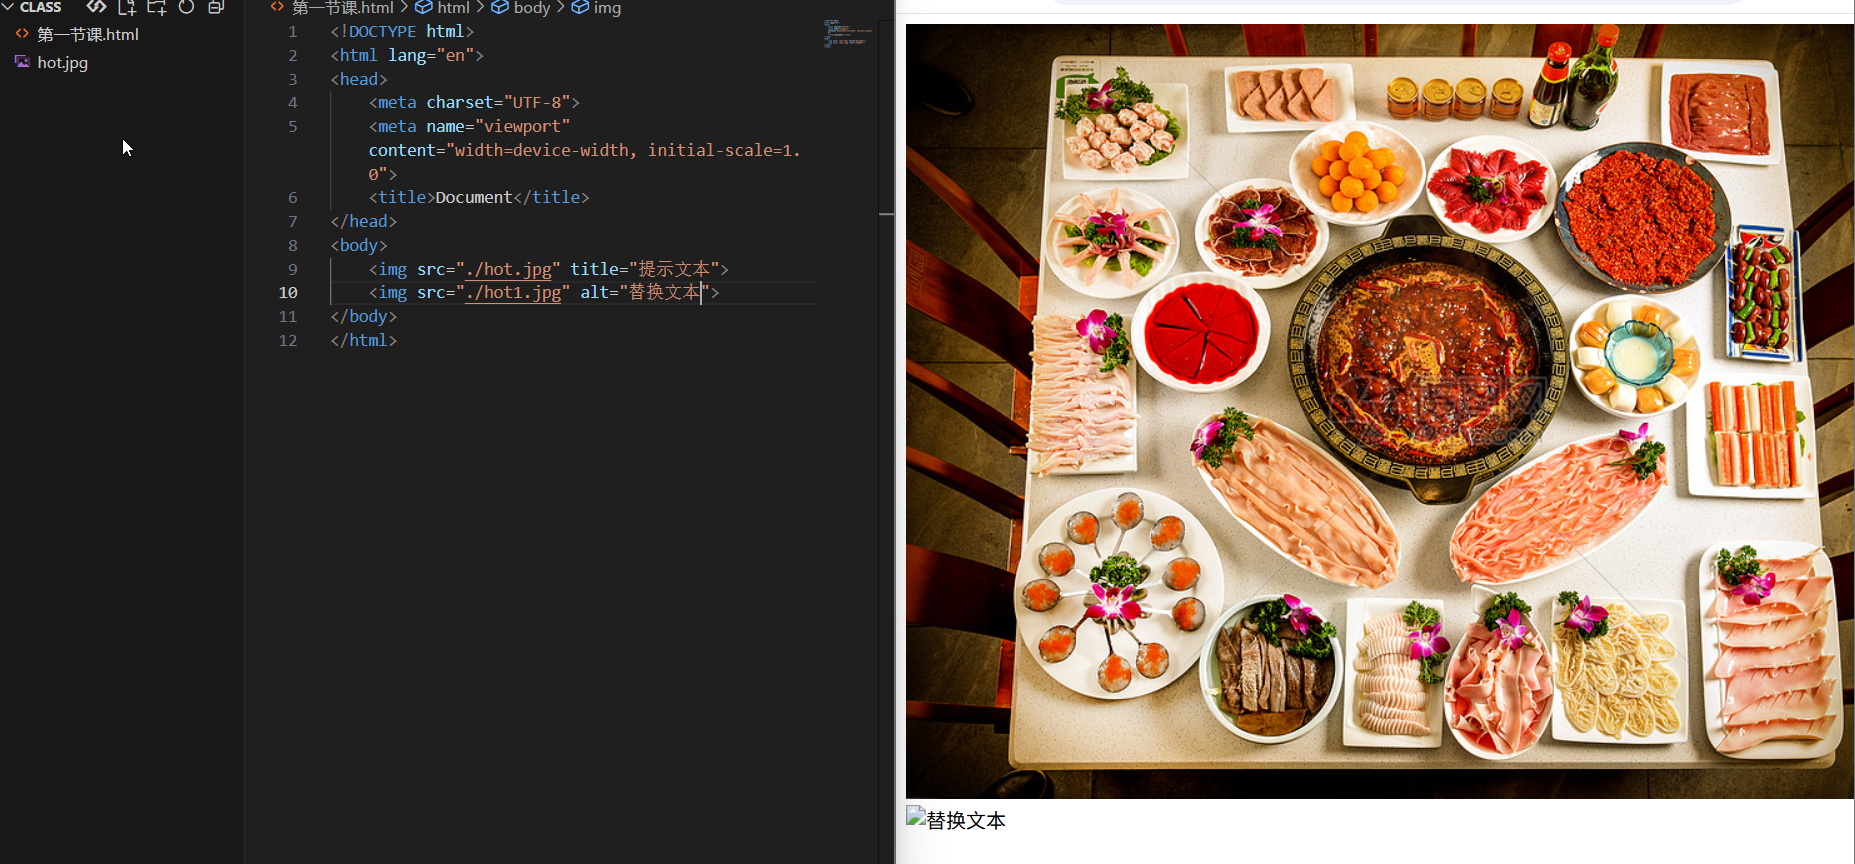 CLASS
第一节课.html
hot.jpg
第一节课.html > html > body > img
1 <!DOCTYPE html>
2 <html lang="en">
3 <head>
4 <meta charset="UTF-8">
5 <meta name="viewport"
content="width=device-width, initial-scale=1.
0">
6 <title>Document</title>
7 </head>
8 <body>
9 <img src="./hot.jpg" title="提示文本">
10 <img src="./hot1.jpg" alt="替换文本">
11 </body>
12 </html>
替换文本